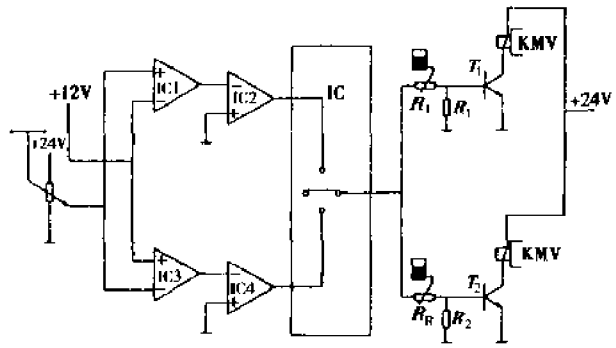 KMV
T1
IC
+12V
IC1
IC2
R1
R1
+24V
+24V
KMV
T2
IC3
IC4
RR
R2